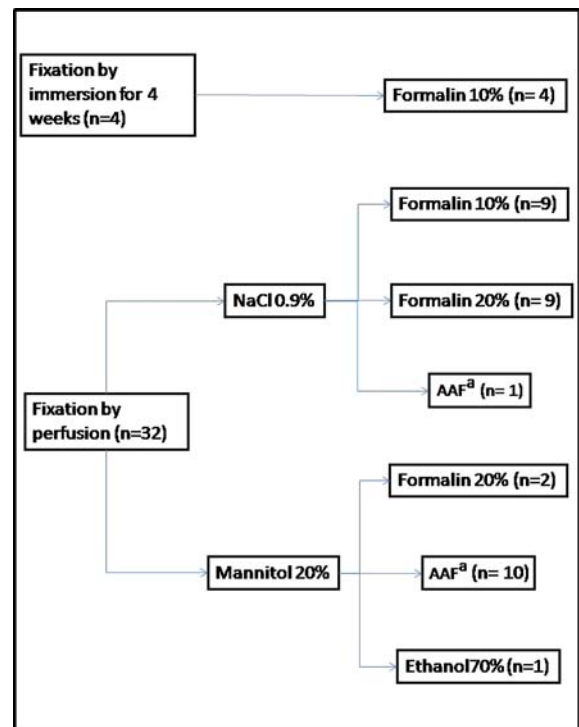 Fixation by
immersion for 4
weeks (n=4)
Formalin 10% (n= 4)
Formalin 10% (n=9)
NaCl 0.9%
Formalin 20% (n= 9)
AAFᵃ (n= 1)
Fixation by
perfusion (n=32)
Formalin 20% (n=2)
Mannitol 20%
AAFᵃ (n= 10)
Ethanol70% (n=1)